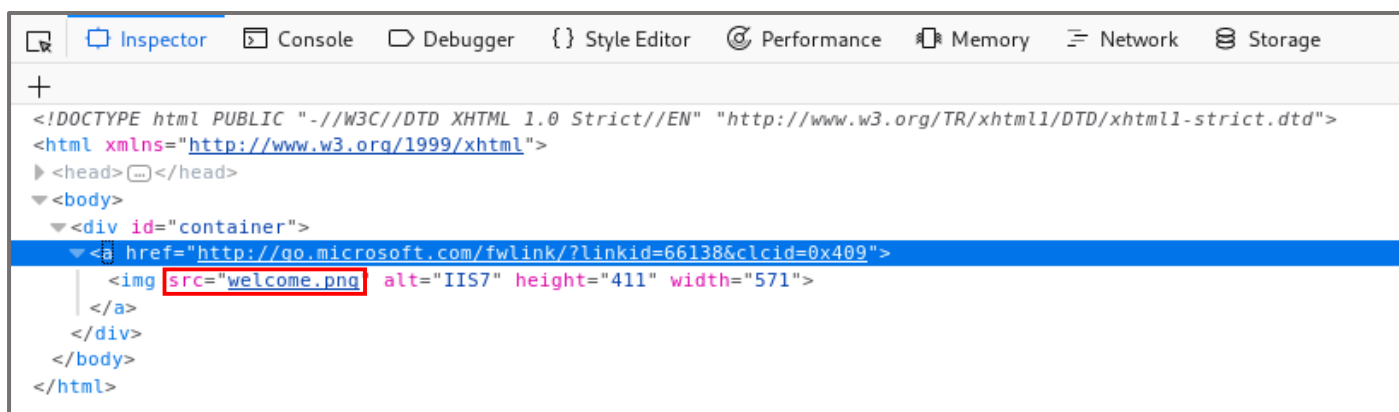 Inspector Console Debugger {} Style Editor Performance Memory Network Storage
+
<!DOCTYPE html PUBLIC "-//W3C//DTD XHTML 1.0 Strict//EN" "http://www.w3.org/TR/xhtml1/DTD/xhtml1-strict.dtd">
<html xmlns="http://www.w3.org/1999/xhtml">
<head>…</head>
<body>
<div id="container">
<a href="http://go.microsoft.com/fwlink/?linkid=66138&clcid=0x409">
<img src="welcome.png" alt="IIS7" height="411" width="571">
</a>
</div>
</body>
</html>